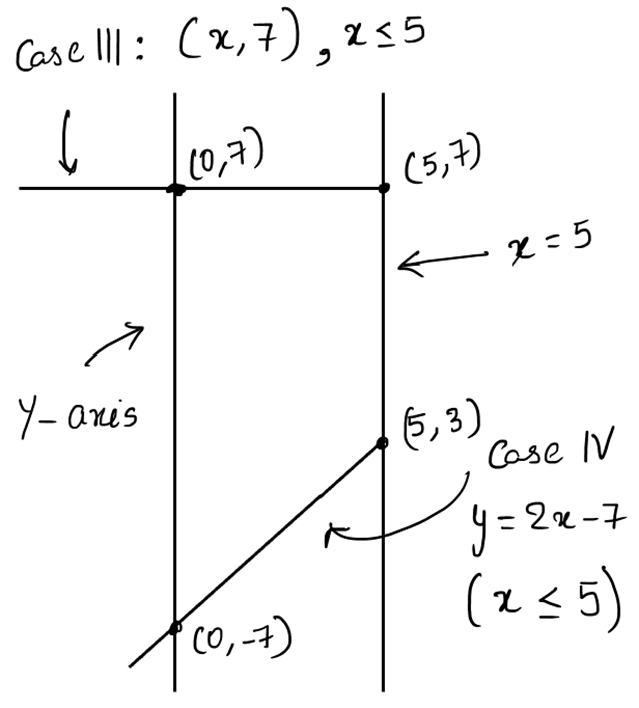 Case III: (x,7), x ≤ 5
(0,7)
(5,7)
x = 5
Y-axis
(5,3)
Case IV
y = 2x-7
(x ≤ 5)
(0,-7)